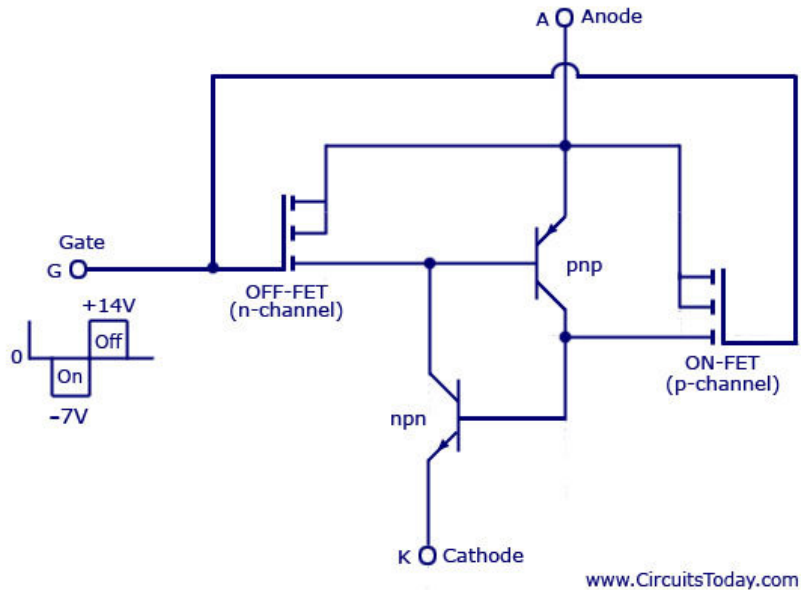 A Anode
Gate
G
OFF-FET
(n-channel)
pnp
+14V
Off
0
On
–7V
ON-FET
(p-channel)
npn
K Cathode
www.CircuitsToday.com